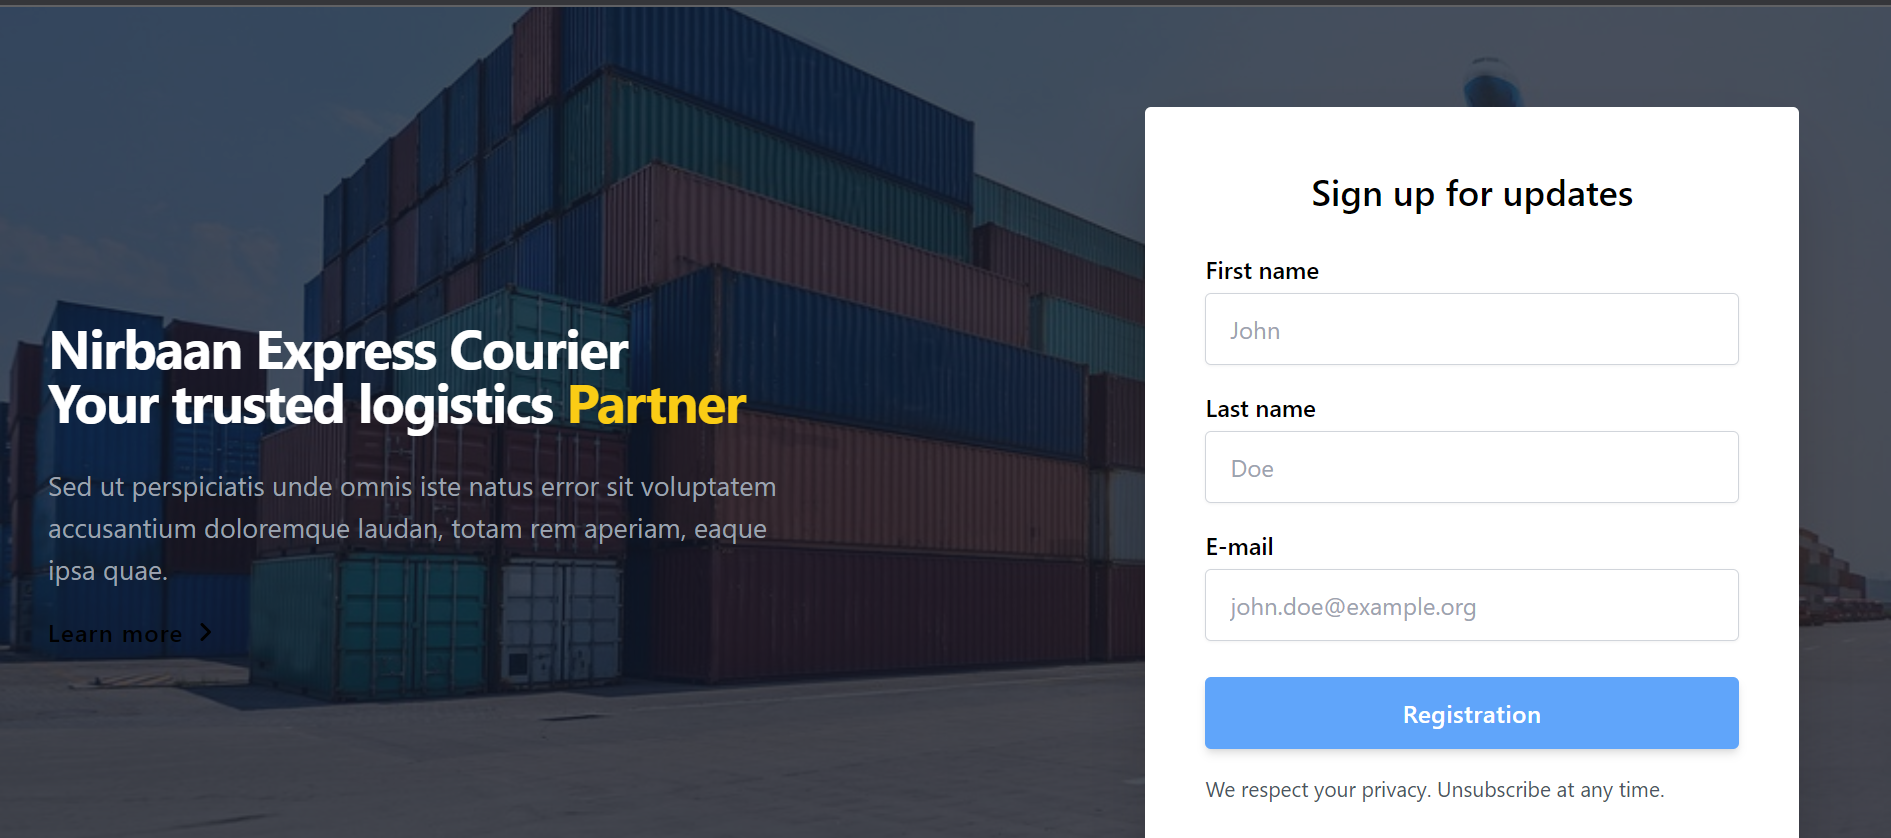 Nirbaan Express Courier
Your trusted logistics Partner
Sed ut perspiciatis unde omnis iste natus error sit voluptatem
accusantium doloremque laudan, totam rem aperiam, eaque
ipsa quae.
Learn more
Sign up for updates
First name
John
Last name
Doe
E-mail
john.doe@example.org
Registration
We respect your privacy. Unsubscribe at any time.